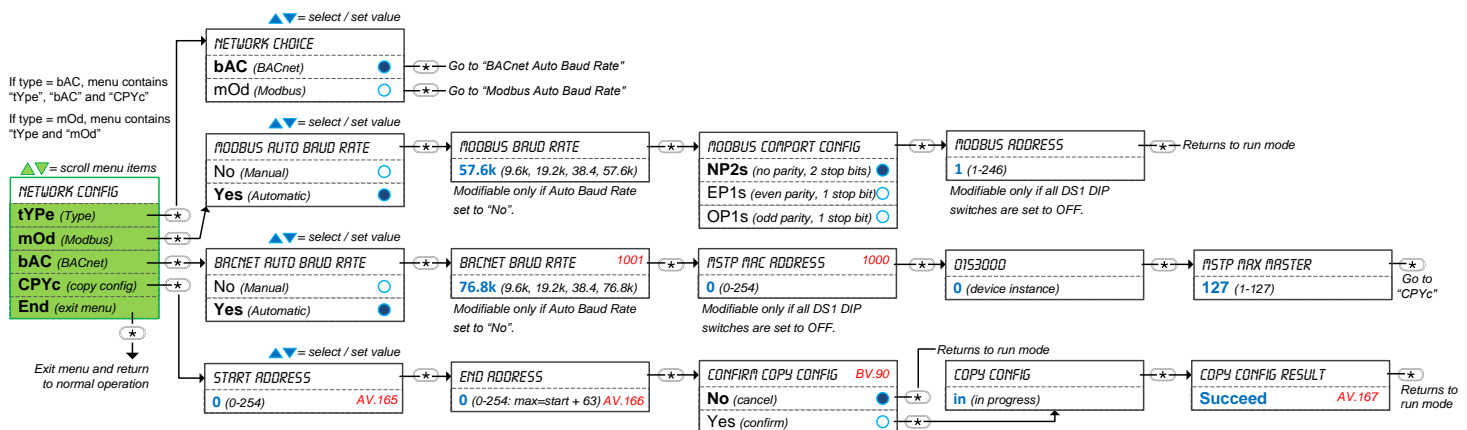 ▲▼= select / set value
NETWORK CHOICE
bAC (BACnet)
* Go to "BACnet Auto Baud Rate"
mOd (Modbus)
* Go to "Modbus Auto Baud Rate"
If type = bAC, menu contains
"tYpe", "bAC" and "CPYc"
If type = mOd, menu contains
"tYpe and "mOd"
▲▼= scroll menu items
NETWORK CONFIG
tYPe (Type) *
mOd (Modbus) *
bAC (BACnet) *
CPYc (copy config) *
End (exit menu)
*
Exit menu and return
to normal operation
▲▼= select / set value
MODBUS AUTO BAUD RATE
No (Manual)
Yes (Automatic)
*
MODBUS BAUD RATE
57.6k (9.6k, 19.2k, 38.4, 57.6k)
Modifiable only if Auto Baud Rate
set to "No".
*
MODBUS COMPORT CONFIG
NP2s (no parity, 2 stop bits)
EP1s (even parity, 1 stop bit)
OP1s (odd parity, 1 stop bit)
*
MODBUS ADDRESS
1 (1-246)
Modifiable only if all DS1 DIP
switches are set to OFF.
* Returns to run mode
▲▼= select / set value
BACNET AUTO BAUD RATE
No (Manual)
Yes (Automatic)
*
BACNET BAUD RATE 1001
76.8k (9.6k, 19.2k, 38.4, 76.8k)
Modifiable only if Auto Baud Rate
set to "No".
*
MSTP MAC ADDRESS 1000
0 (0-254)
Modifiable only if all DS1 DIP
switches are set to OFF.
*
0153000
0 (device instance)
*
MSTP MAX MASTER
127 (1-127)
*
Go to
"CPYc"
▲▼= select / set value
START ADDRESS
0 (0-254) AV.165
*
END ADDRESS
0 (0-254: max=start + 63) AV.166
*
CONFIRM COPY CONFIG BV.90
No (cancel) *
Yes (confirm) *
Returns to run mode
COPY CONFIG
in (in progress)
*
COPY CONFIG RESULT
Succeed AV.167
*
Returns to
run mode